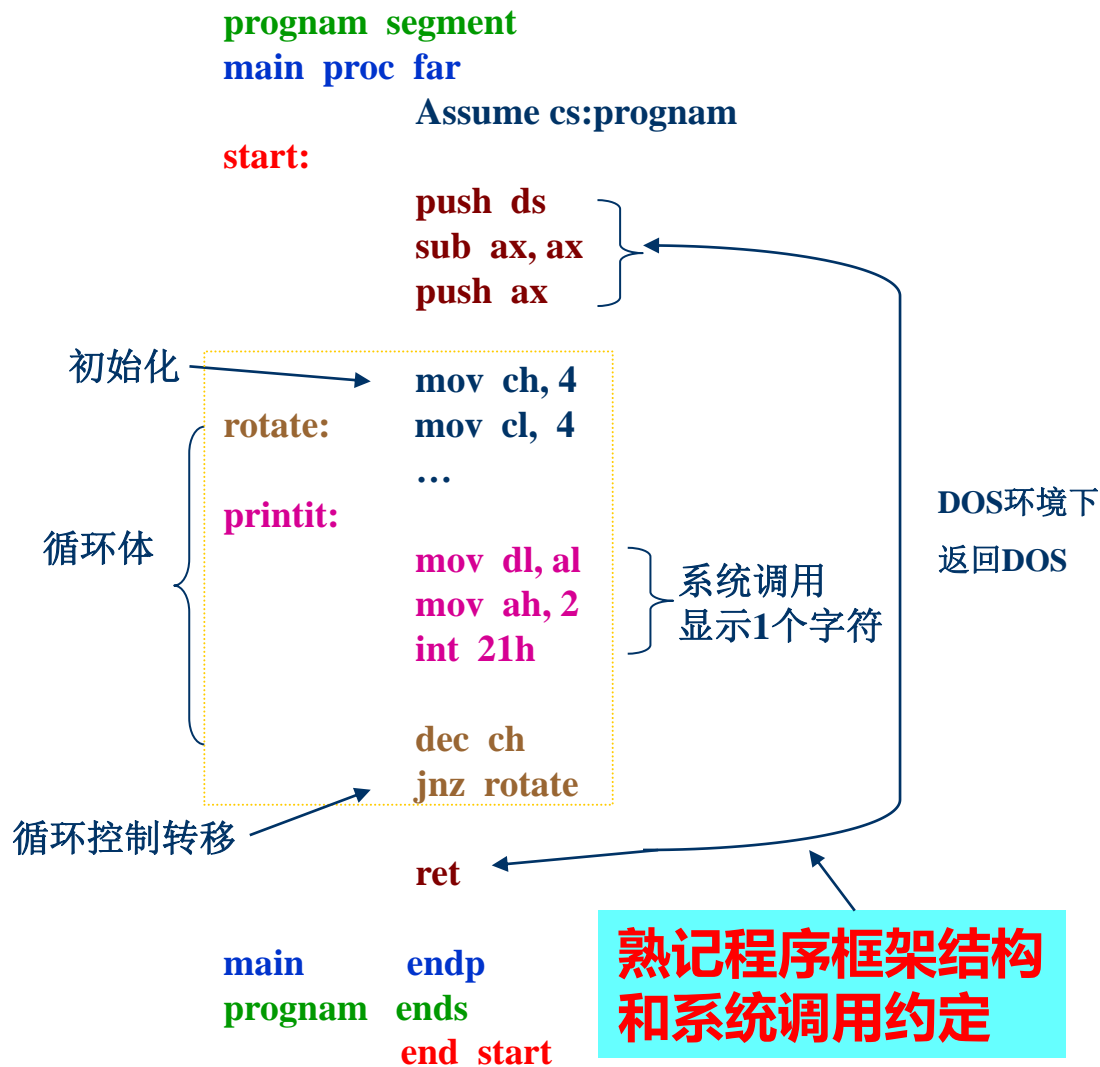 prognam segment
main proc far
Assume cs:prognam
start:
push ds
sub ax, ax
push ax
初始化
mov ch, 4
rotate: mov cl, 4
…
printit:
循环体
mov dl, al
mov ah, 2
int 21h
系统调用
显示1个字符
DOS环境下
返回DOS
dec ch
jnz rotate
循环控制转移
ret
熟记程序框架结构
和系统调用约定
main endp
prognam ends
end start